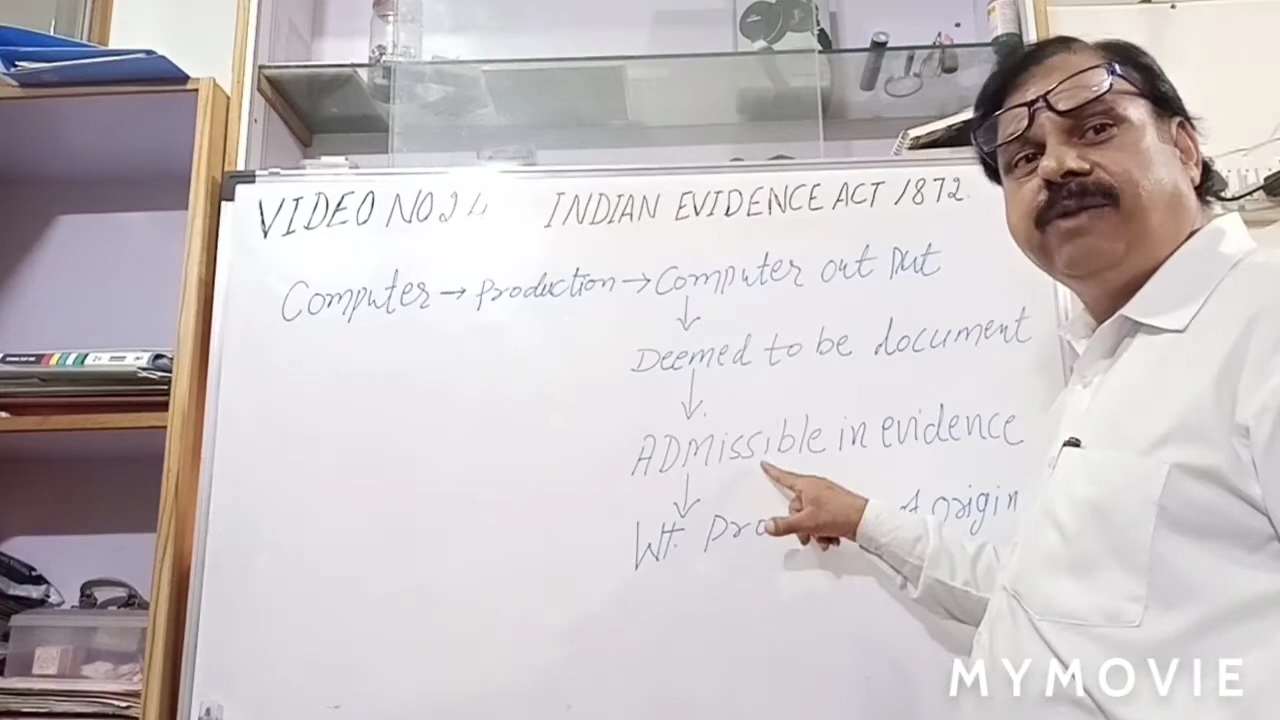 VIDEO NO 24 INDIAN EVIDENCE ACT 1872.
Computer → production → Computer out put
↓
Deemed to be document
↓
ADMissible in evidence
↓
Wt. origin
MYMOVIE